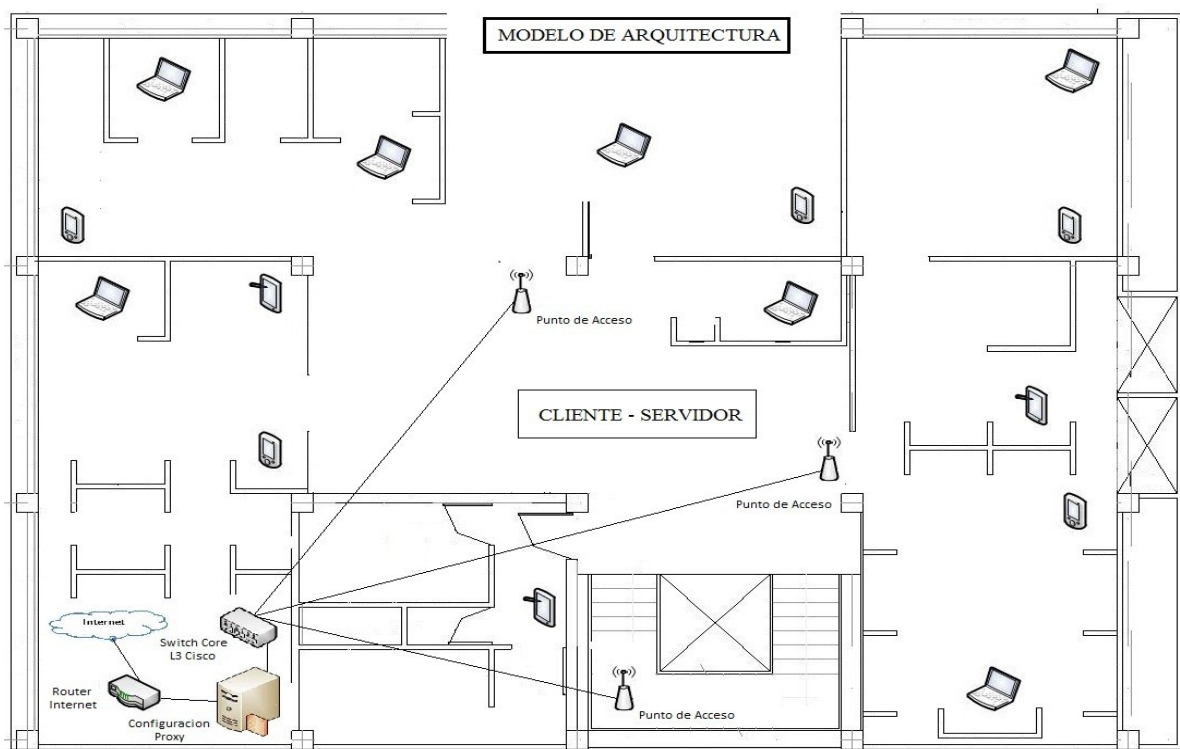 MODELO DE ARQUITECTURA
Punto de Acceso
CLIENTE - SERVIDOR
Punto de Acceso
Internet
Switch Core
L3 Cisco
Router
Internet
Configuracion
Proxy
Punto de Acceso